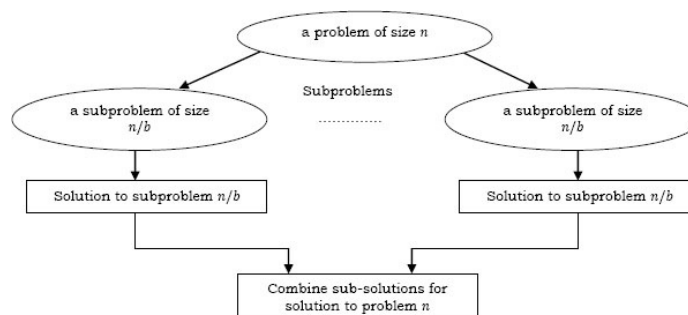 a problem of size n
Subproblems
a subproblem of size
n/b
.....................
a subproblem of size
n/b
Solution to subproblem n/b
Solution to subproblem n/b
Combine sub-solutions for
solution to problem n